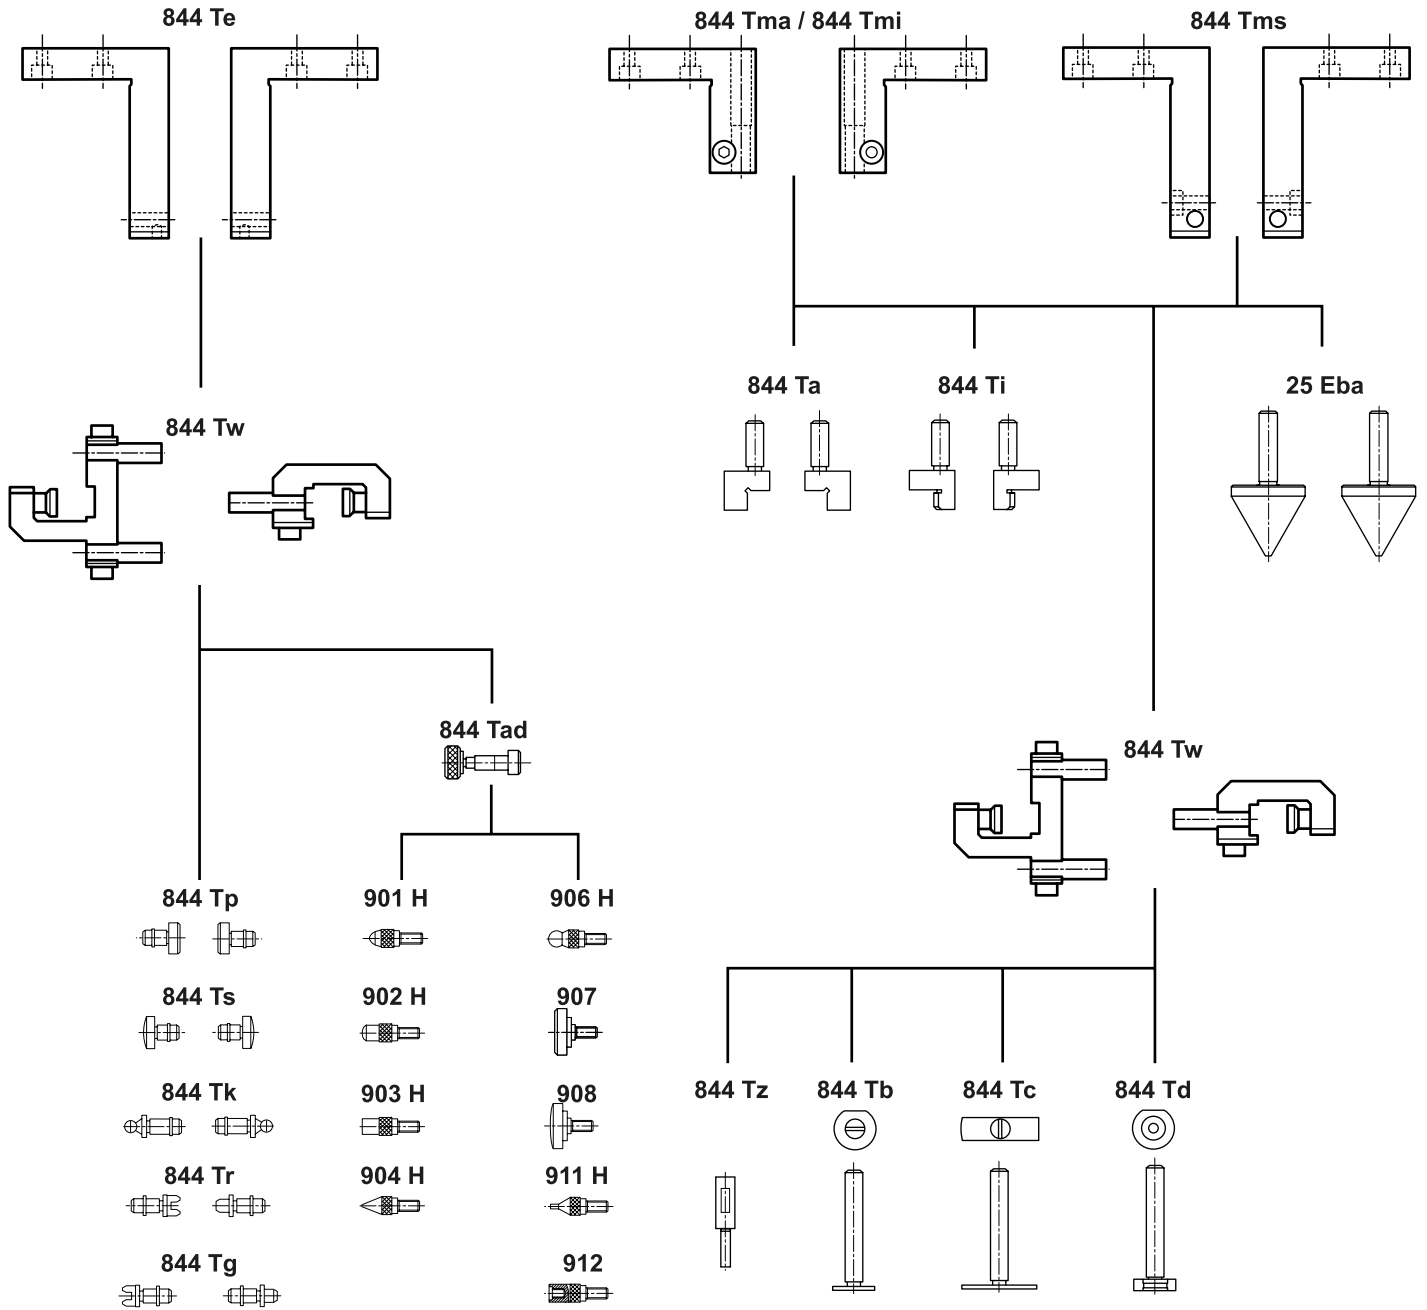 844 Te
844 Tma / 844 Tmi
844 Tms
844 Ta
844 Ti
25 Eba
844 Tw
844 Tad
844 Tw
844 Tp
901 H
906 H
844 Ts
902 H
907
844 Tk
903 H
908
844 Tz
844 Tb
844 Tc
844 Td
844 Tr
904 H
911 H
844 Tg
912